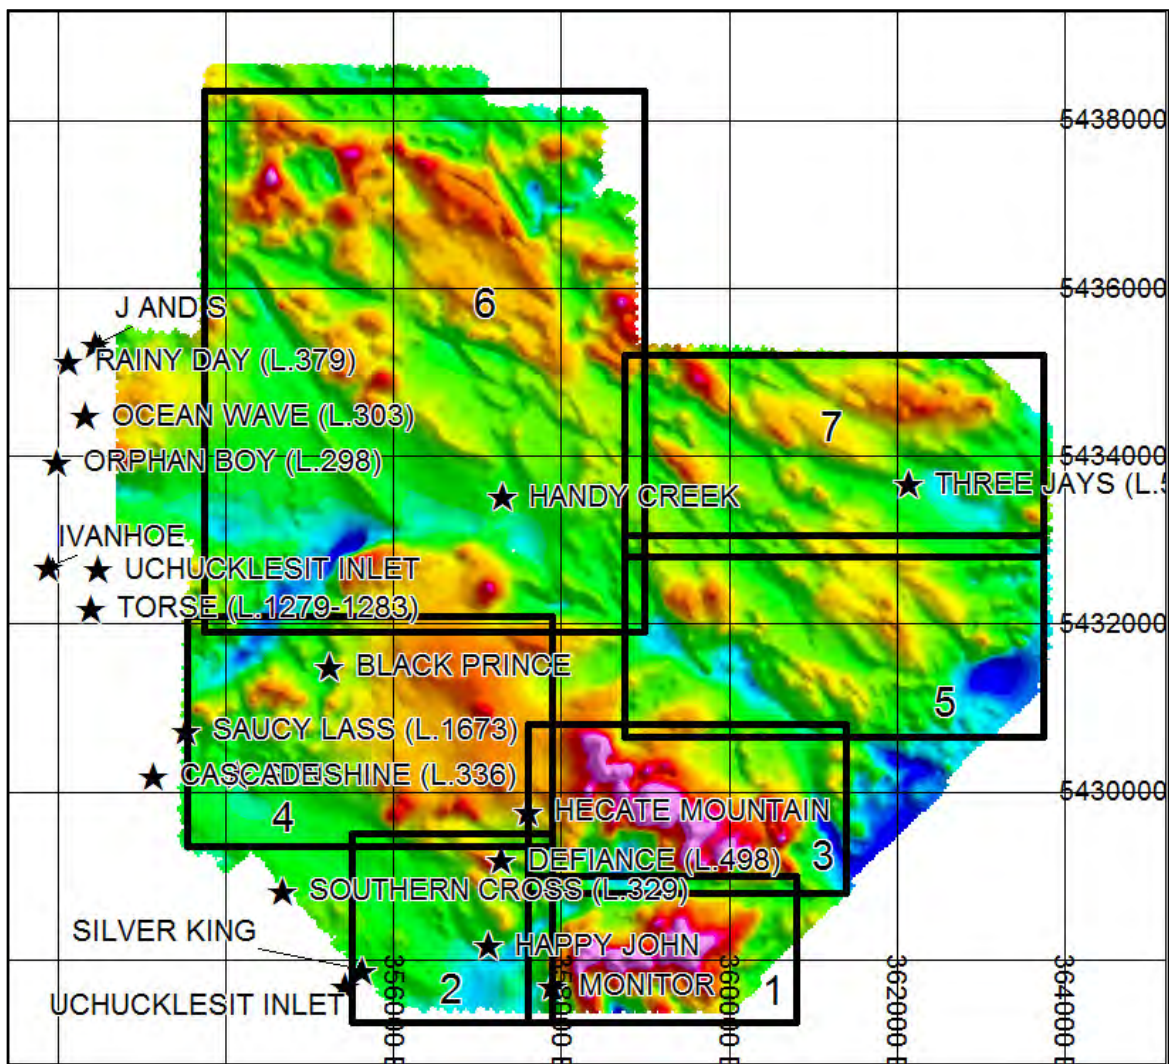 5438000
5436000
6
J AND S
RAINY DAY (L.379)
OCEAN WAVE (L.303)
7
5434000
ORPHAN BOY (L.298)
THREE JAYS (L.5
HANDY CREEK
IVANHOE
UCHUCKLESIT INLET
TORSE (L.1279-1283)
5432000
BLACK PRINCE
5
SAUCY LASS (L.1673)
CASCADE
SHINE (L.336)
5430000
4
HECATE MOUNTAIN
3
DEFIANCE (L.498)
SOUTHERN CROSS (L.329)
SILVER KING
HAPPY JOHN
UCHUCKLESIT INLET
2
MONITOR
1
356000
358000
360000
362000
364000